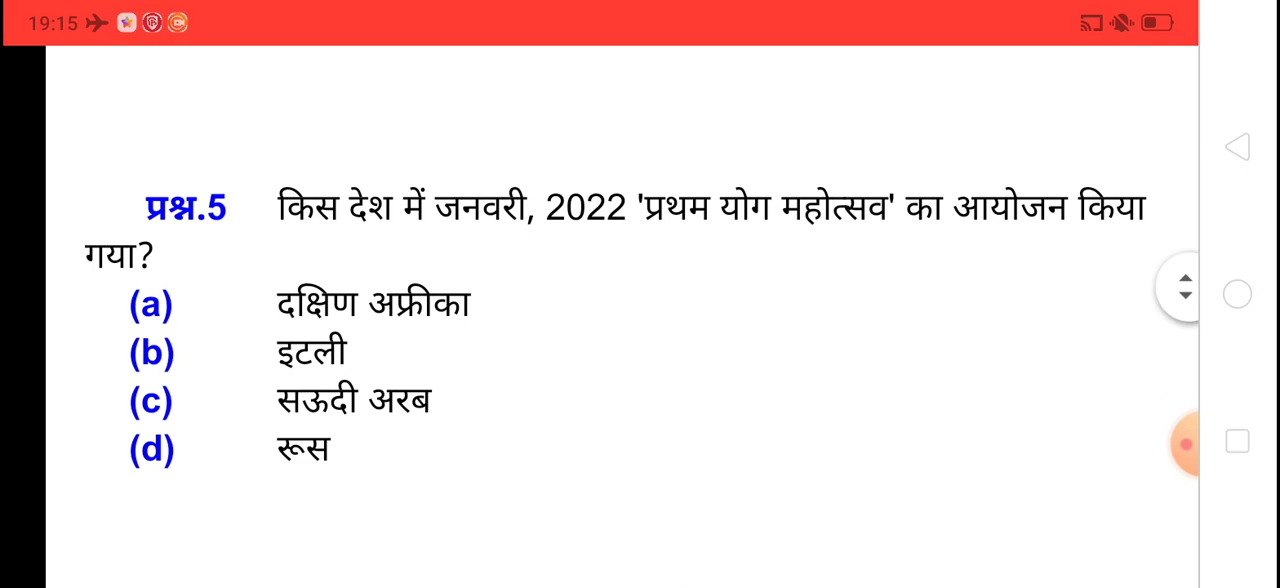 19:15
प्रश्न.5 किस देश में जनवरी, 2022 'प्रथम योग महोत्सव' का आयोजन किया
गया?
(a) दक्षिण अफ्रीका
(b) इटली
(c) सऊदी अरब
(d) रूस